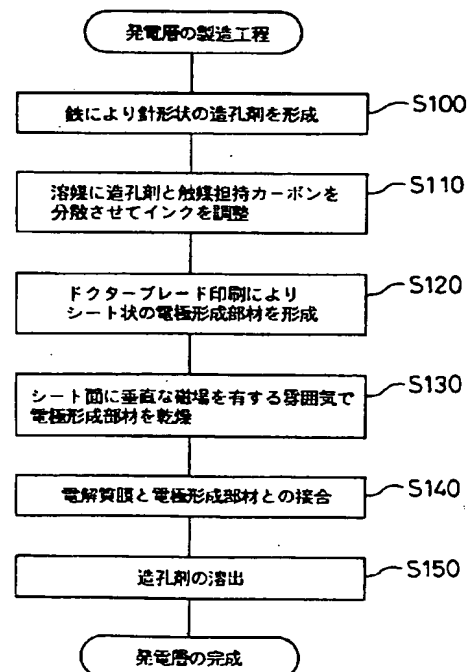 発電層の製造工程
鉄により針形状の造孔剤を形成
S100
溶媒に造孔剤と触媒担持カーボンを
分散させてインクを調整
S110
ドクターブレード印刷により
シート状の電極形成部材を形成
S120
シート面に垂直な磁場を有する雰囲気で
電極形成部材を乾燥
S130
電解質膜と電極形成部材との接合
S140
造孔剤の溶出
S150
発電層の完成